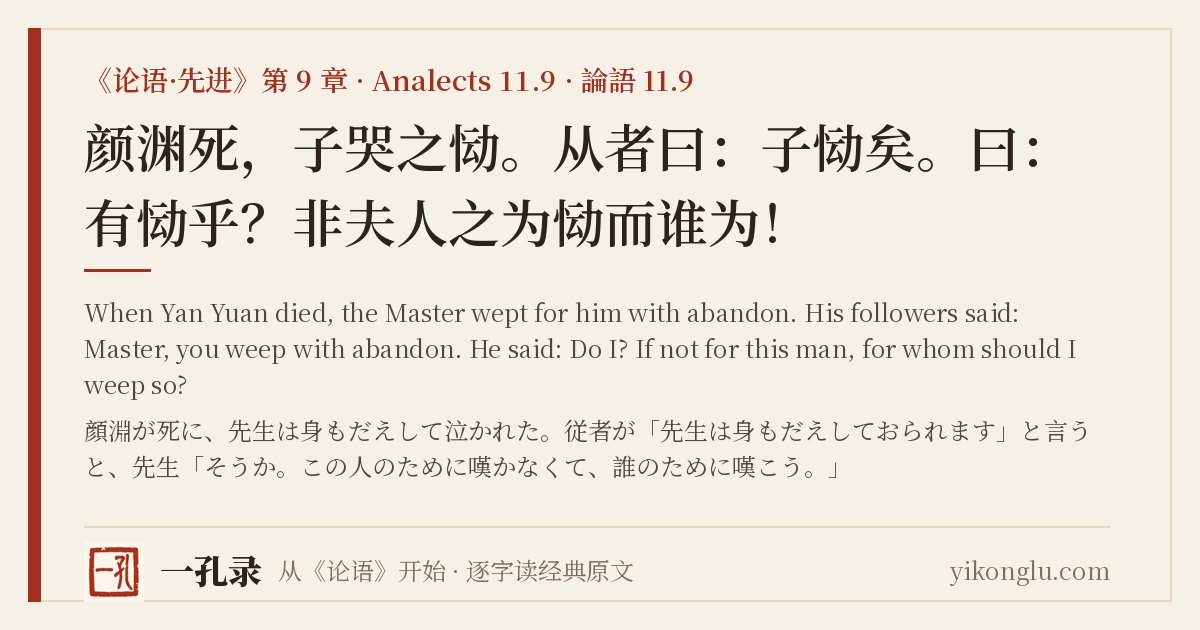 《论语·先进》第 9 章 · Analects 11.9 · 論語 11.9
颜渊死，子哭之恸。从者曰：子恸矣。曰：
有恸乎？非夫人之为恸而谁为！
When Yan Yuan died, the Master wept for him with abandon. His followers said:
Master, you weep with abandon. He said: Do I? If not for this man, for whom should I
weep so?
顔淵が死に、先生は身もだえして泣かれた。従者が「先生は身もだえしておられます」と言う
と、先生「そうか。この人のために嘆かなくて、誰のために嘆こう。」
一孔
一孔录 从《论语》开始 · 逐字读经典原文 yikonglu.com